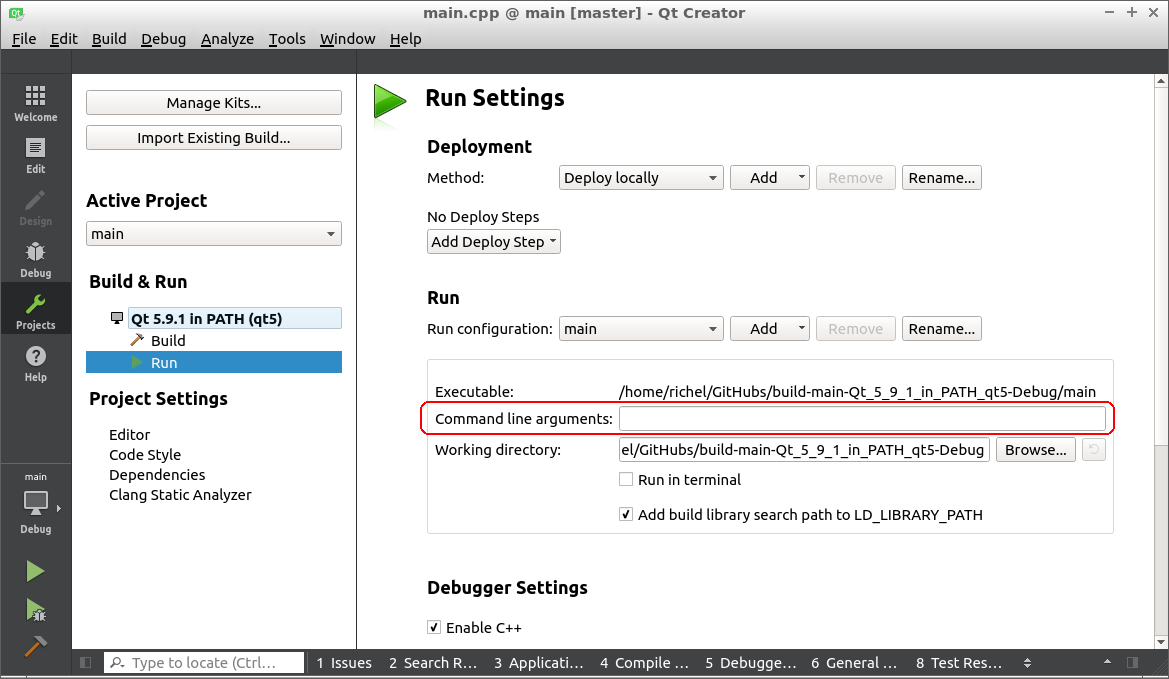 main.cpp @ main [master] - Qt Creator
File Edit Build Debug Analyze Tools Window Help
Welcome
Edit
Design
Debug
Projects
Help
main
Debug
Manage Kits...
Import Existing Build...
Active Project
main
Build & Run
Qt 5.9.1 in PATH (qt5)
Build
Run
Project Settings
Editor
Code Style
Dependencies
Clang Static Analyzer
Run Settings
Deployment
Method: Deploy locally Add Remove Rename...
No Deploy Steps
Add Deploy Step
Run
Run configuration: main Add Remove Rename...
Executable: /home/richel/GitHubs/build-main-Qt_5_9_1_in_PATH_qt5-Debug/main
Command line arguments:
Working directory: el/GitHubs/build-main-Qt_5_9_1_in_PATH_qt5-Debug Browse...
Run in terminal
Add build library search path to LD_LIBRARY_PATH
Debugger Settings
Enable C++
Type to locate (Ctrl... 1 Issues 2 Search R... 3 Applicati... 4 Compile ... 5 Debugge... 6 General ... 8 Test Res...